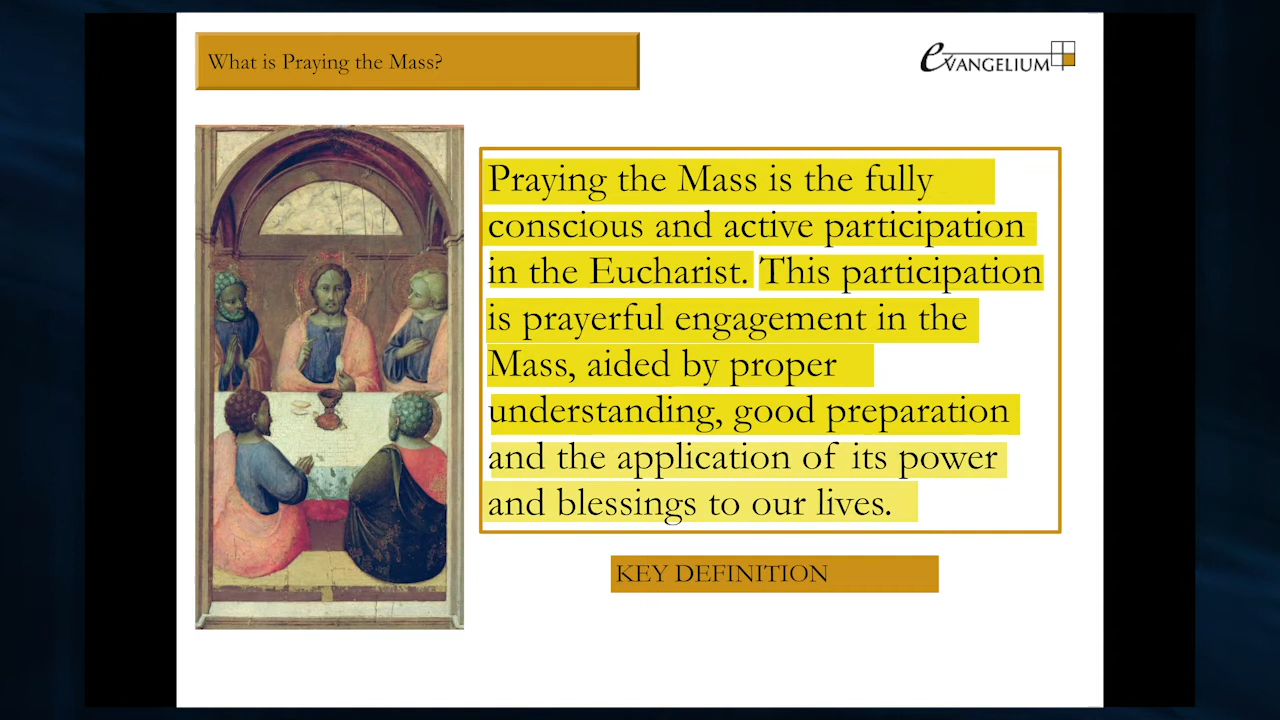 What is Praying the Mass?
eVANGELIUM
Praying the Mass is the fully
conscious and active participation
in the Eucharist. This participation
is prayerful engagement in the
Mass, aided by proper
understanding, good preparation
and the application of its power
and blessings to our lives.
KEY DEFINITION